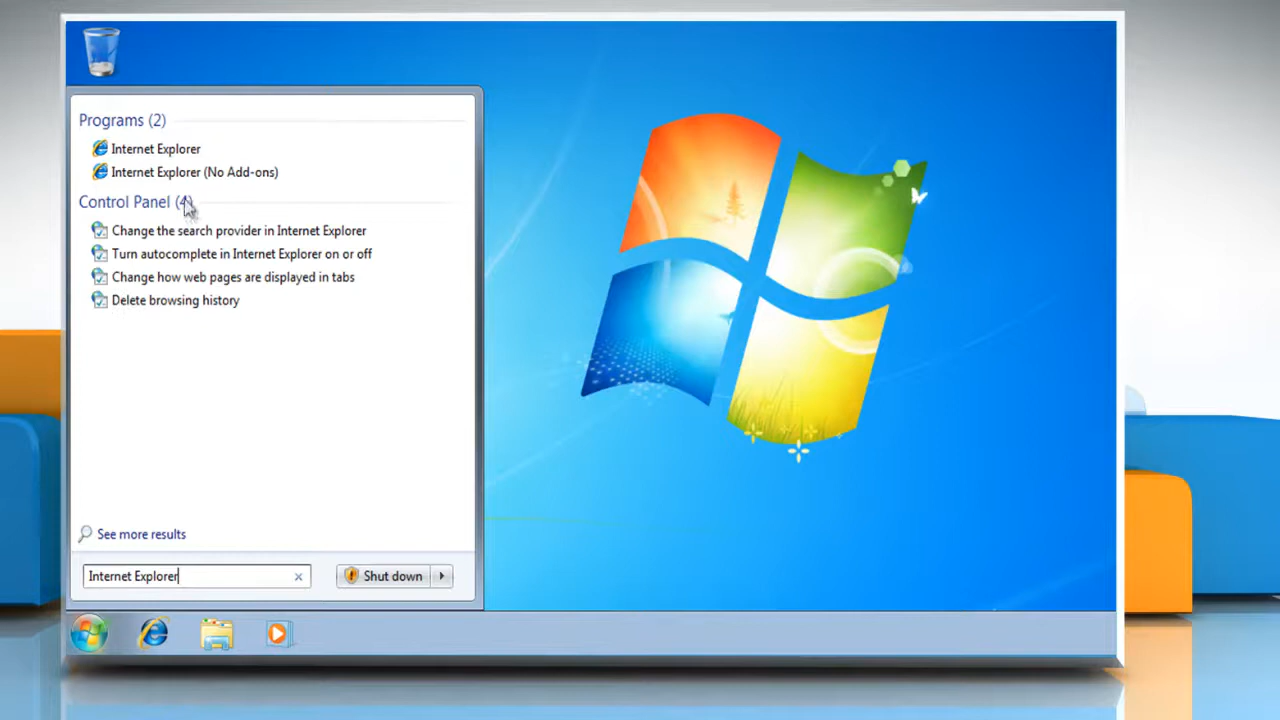 Programs (2)
Internet Explorer
Internet Explorer (No Add-ons)
Control Panel (4)
Change the search provider in Internet Explorer
Turn autocomplete in Internet Explorer on or off
Change how web pages are displayed in tabs
Delete browsing history
See more results
Internet Explorer
Shut down